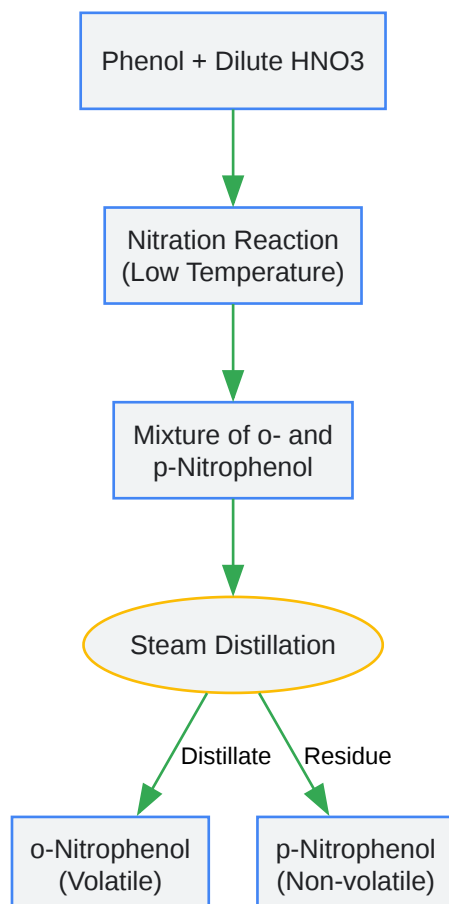 Phenol + Dilute HNO3
Nitration Reaction
(Low Temperature)
Mixture of o- and
p-Nitrophenol
Steam Distillation
Distillate
Residue
o-Nitrophenol
(Volatile)
p-Nitrophenol
(Non-volatile)